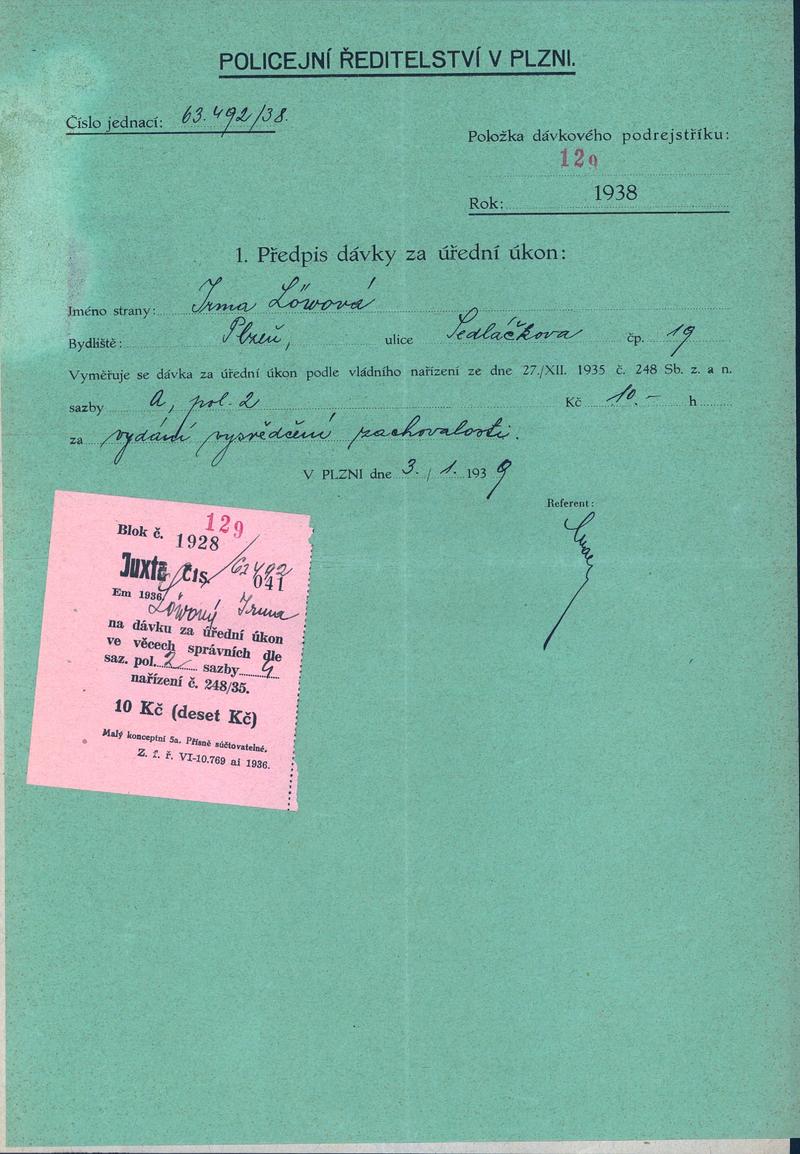 POLICEJNÍ ŘEDITELSTVÍ V PLZNI.
Číslo jednací: 63.492/38.
Položka dávkového podrejstříku:
129
Rok: 1938
1. Předpis dávky za úřední úkon:
Jméno strany: Irma Löwová
Bydliště: Plzeň, ulice Sedláčkova čp. 19
Vyměřuje se dávka za úřední úkon podle vládního nařízení ze dne 27./XII. 1935 č. 248 Sb. z. a n.
sazby A, pol. 2 Kč 10.- h
za vydání vysvědčení zachovalosti.
V PLZNI dne 3./1. 1939
Referent:
129
Blok č. 1928
Juxta čís. 041
63492
Em 1936
Löwový Irma
na dávku za úřední úkon
ve věcech správních dle
saz. pol. 2 sazby
nařízení č. 248/35.
10 Kč (deset Kč)
Malý konceptní 5a. Přísně súčtovatelné.
Z. f. ř. VI-10.769 ai 1936.